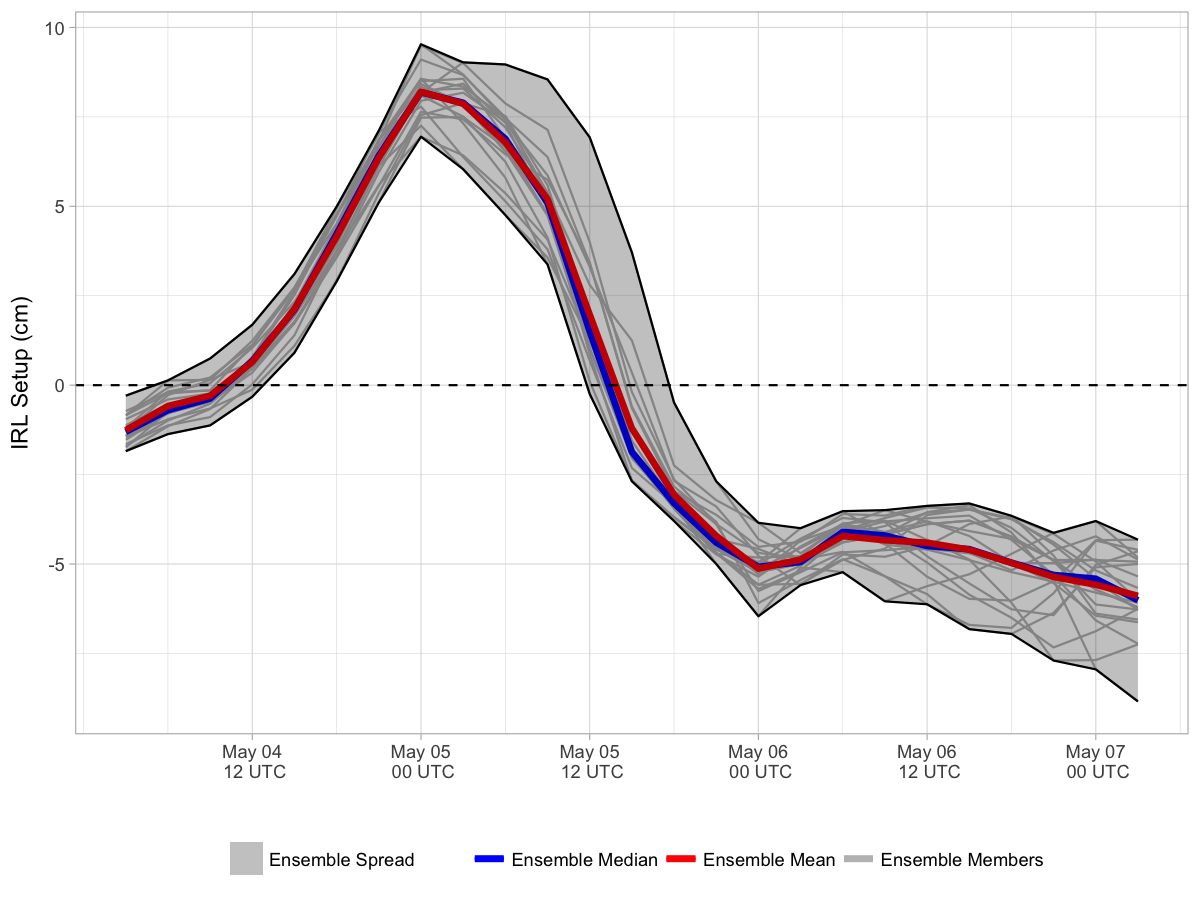 10
5
0
-5
IRL Setup (cm)
May 04
12 UTC
May 05
00 UTC
May 05
12 UTC
May 06
00 UTC
May 06
12 UTC
May 07
00 UTC
Ensemble Spread Ensemble Median Ensemble Mean Ensemble Members